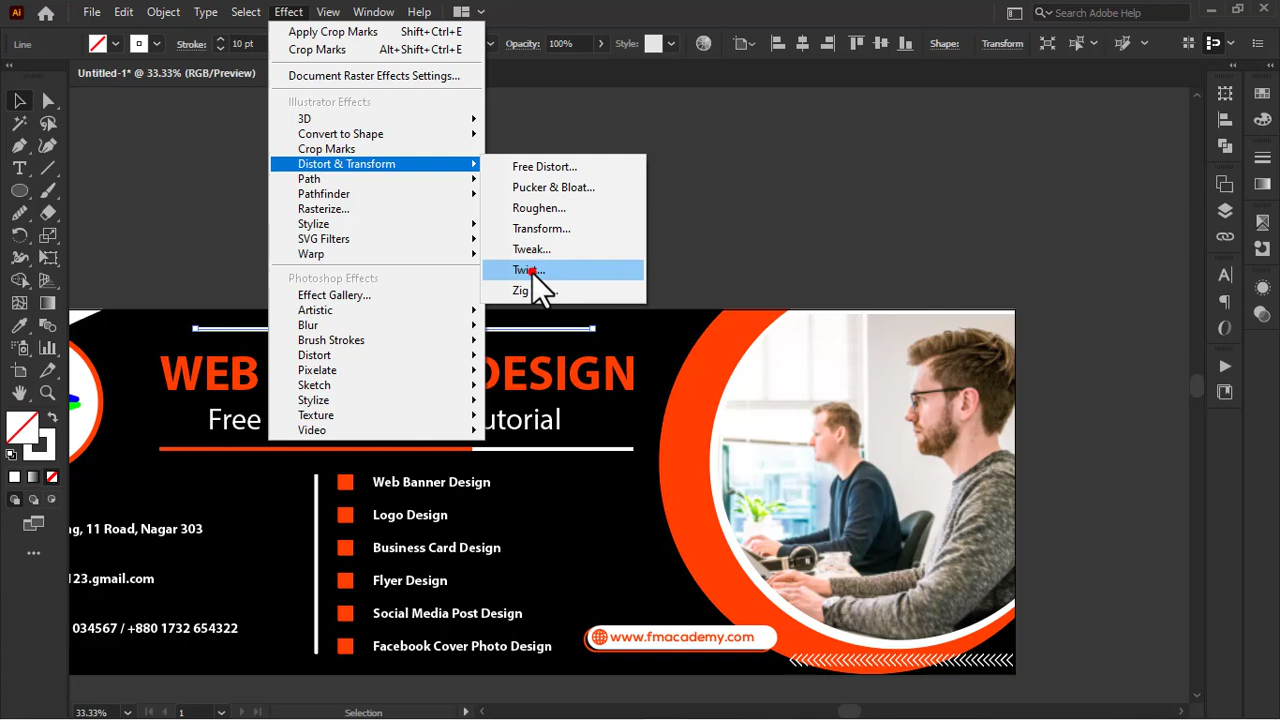 Ai File Edit Object Type Select Effect View Window Help Search Adobe Help
Line Stroke: 10 pt Opacity: 100% Style: Shape: Transform
Untitled-1* @ 33.33% (RGB/Preview)
Apply Crop Marks Shift+Ctrl+E
Crop Marks Alt+Shift+Ctrl+E
Document Raster Effects Settings...
Illustrator Effects
3D
Convert to Shape
Crop Marks
Distort & Transform
Path
Pathfinder
Rasterize...
Stylize
SVG Filters
Warp
Photoshop Effects
Effect Gallery...
Artistic
Blur
Brush Strokes
Distort
Pixelate
Sketch
Stylize
Texture
Video
Free Distort...
Pucker & Bloat...
Roughen...
Transform...
Tweak...
Twist...
Zig
WEB DESIGN
Free utorial
Web Banner Design
Logo Design
Business Card Design
Flyer Design
Social Media Post Design
Facebook Cover Photo Design
ng, 11 Road, Nagar 303
123.gmail.com
034567 / +880 1732 654322
www.fmacademy.com
33.33% 1 Selection